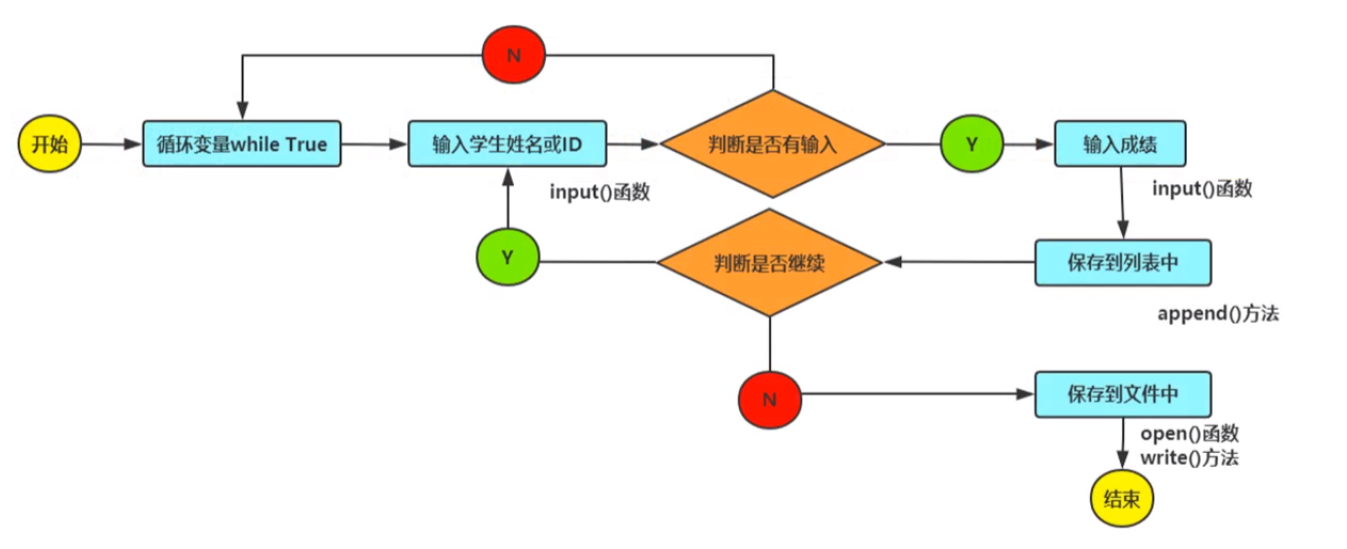 N
开始
循环变量while True
输入学生姓名或ID
判断是否有输入
Y
输入成绩
input()函数
input()函数
Y
判断是否继续
保存到列表中
append()方法
N
保存到文件中
open()函数
write()方法
结束